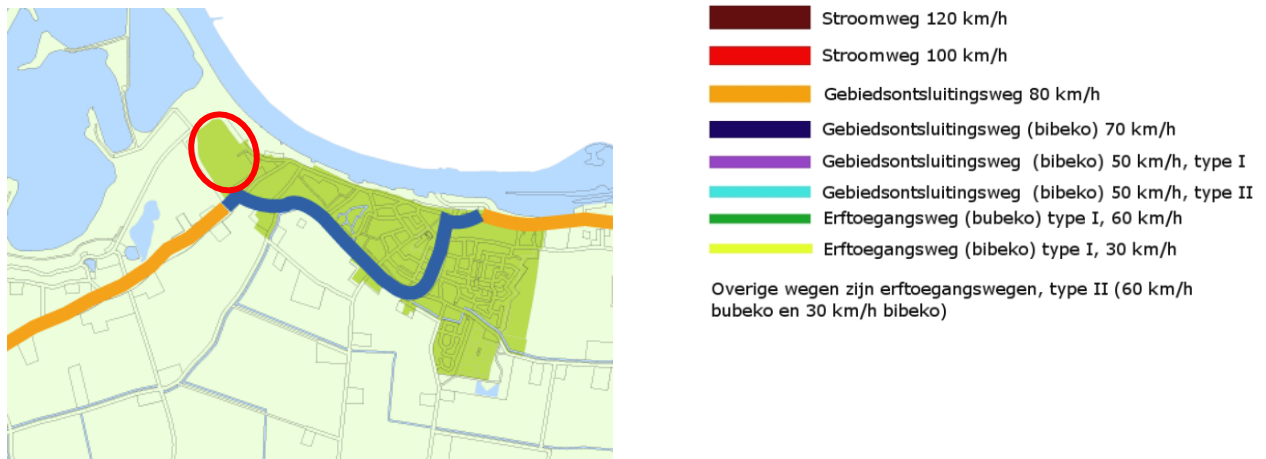 Stroomweg 120 km/h
Stroomweg 100 km/h
Gebiedsontsluitingsweg 80 km/h
Gebiedsontsluitingsweg (bibeko) 70 km/h
Gebiedsontsluitingsweg (bibeko) 50 km/h, type I
Gebiedsontsluitingsweg (bibeko) 50 km/h, type II
Erftoegangsweg (bubeko) type I, 60 km/h
Erftoegangsweg (bibeko) type I, 30 km/h
Overige wegen zijn erftoegangswegen, type II (60 km/h
bubeko en 30 km/h bibeko)